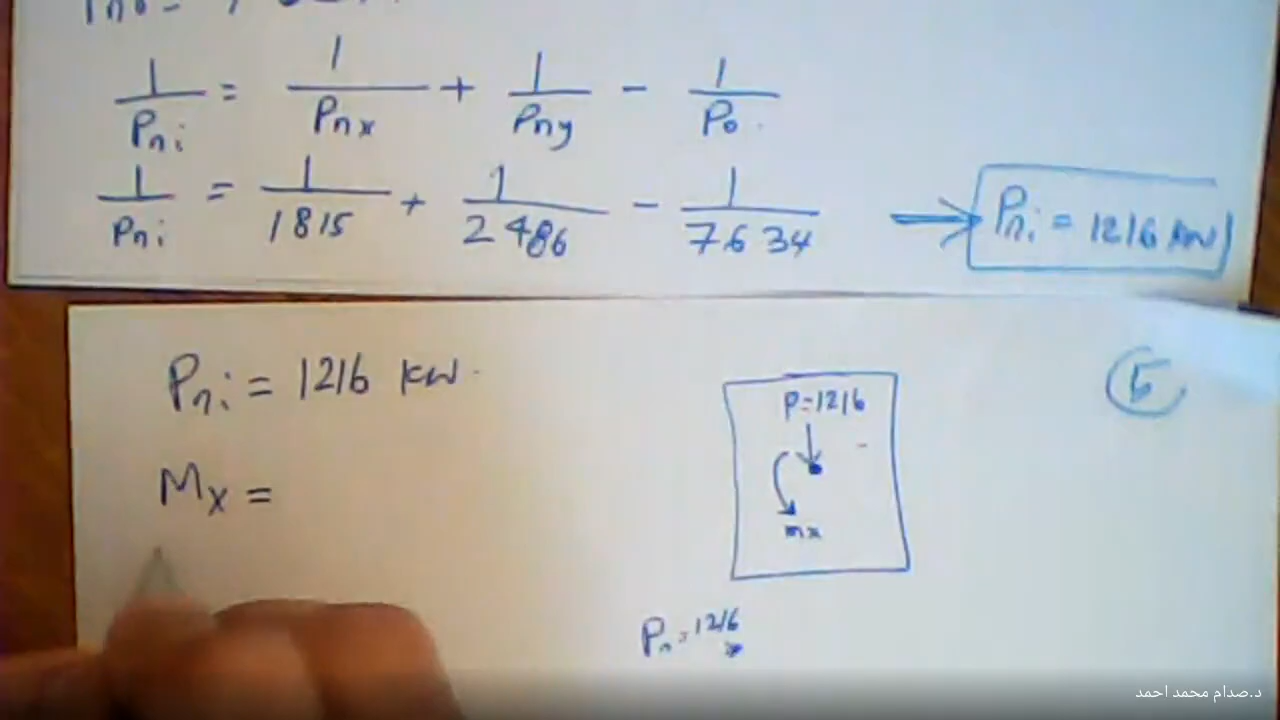 1/Pni = 1/Pnx + 1/Pny - 1/Po.
1/Pni = 1/1815 + 1/2486 - 1/7634 → Pni = 1216 kN
Pni = 1216 kN.
P=1216
5
Mx =
mx
Pn = 1216
د.صدام محمد احمد